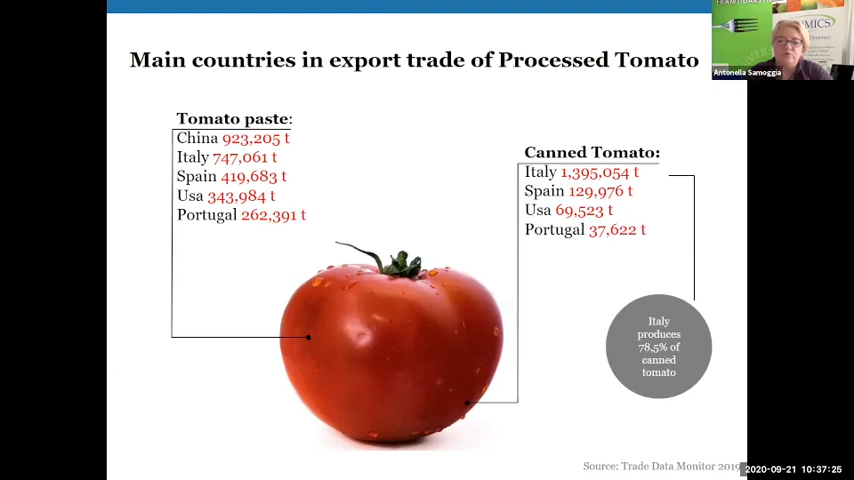 Main countries in export trade of Processed Tomato
Antonella Samoggia
Tomato paste:
China 923,205 t
Italy 747,061 t
Spain 419,683 t
Usa 343,984 t
Portugal 262,391 t
Canned Tomato:
Italy 1,395,054 t
Spain 129,976 t
Usa 69,523 t
Portugal 37,622 t
Italy
produces
78,5% of
canned
tomato
Source: Trade Data Monitor 2019
2020-09-21 10:37:25